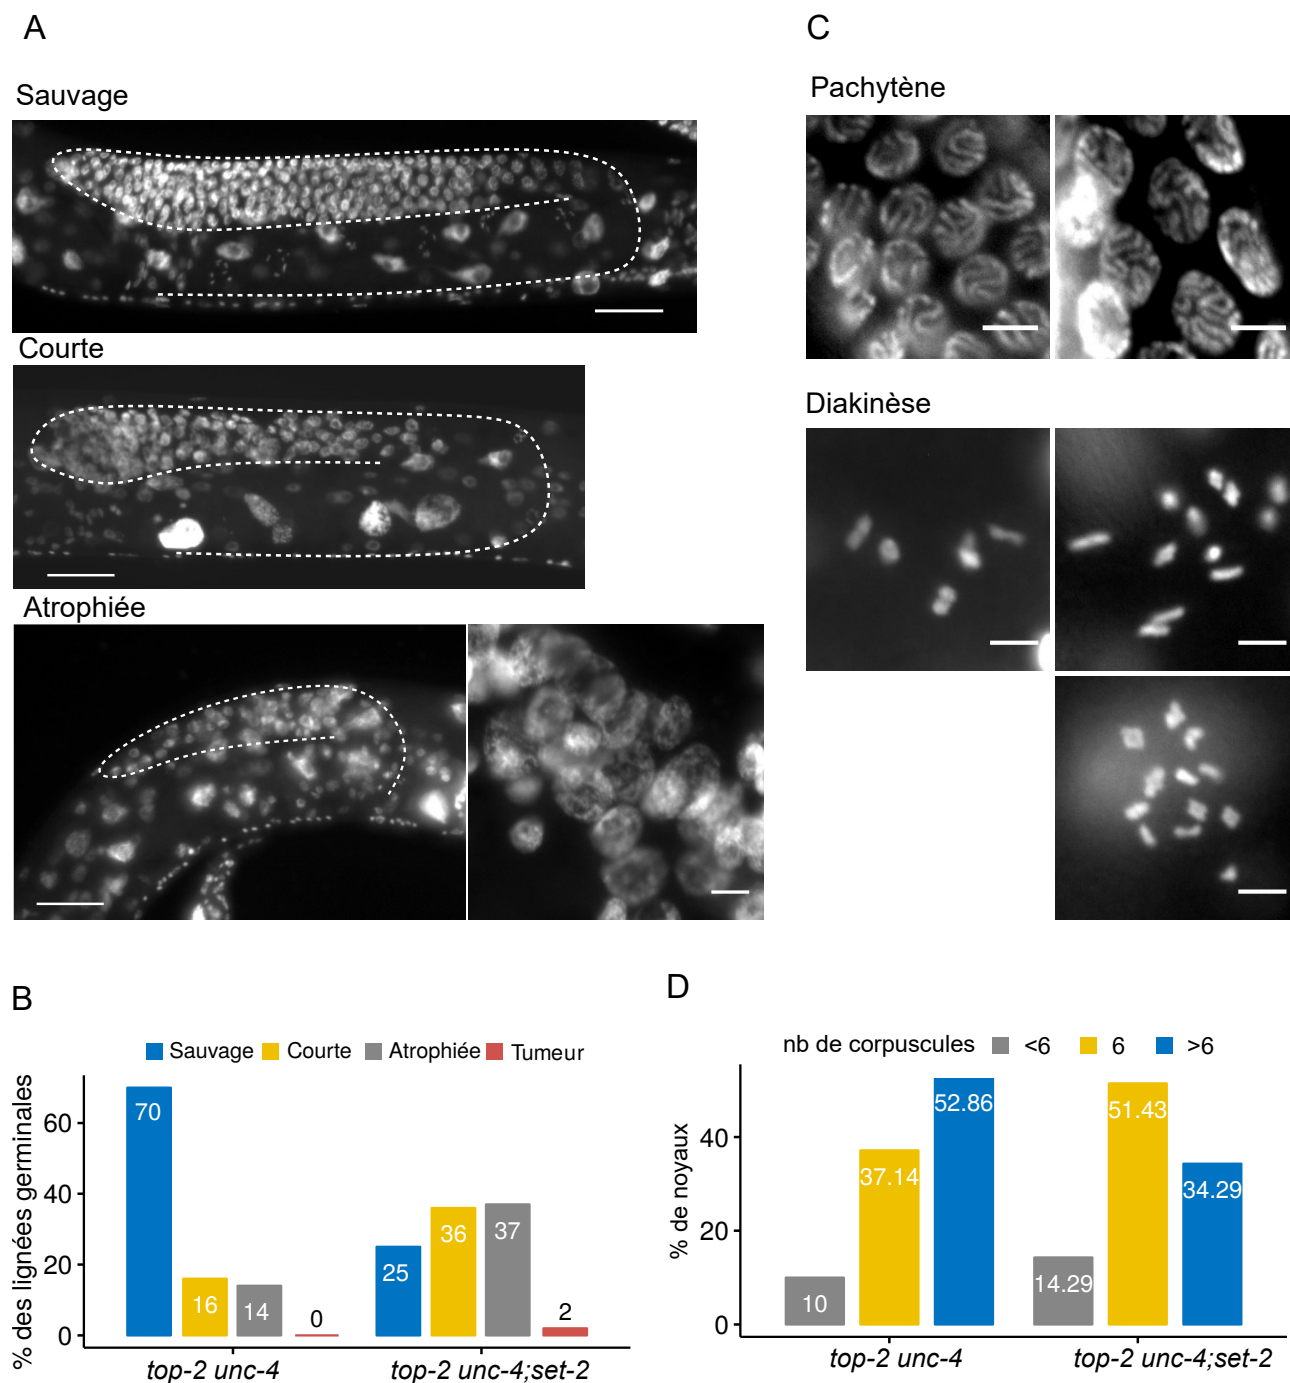 A
Sauvage
Courte
Atrophiée
C
Pachytène
Diakinèse
B
Sauvage Courte Atrophiée Tumeur
% des lignées germinales
60
40
20
0
70
16
14
0
25
36
37
2
top-2 unc-4
top-2 unc-4;set-2
D
nb de corpuscules <6 6 >6
% de noyaux
40
20
0
10
37.14
52.86
14.29
51.43
34.29
top-2 unc-4
top-2 unc-4;set-2